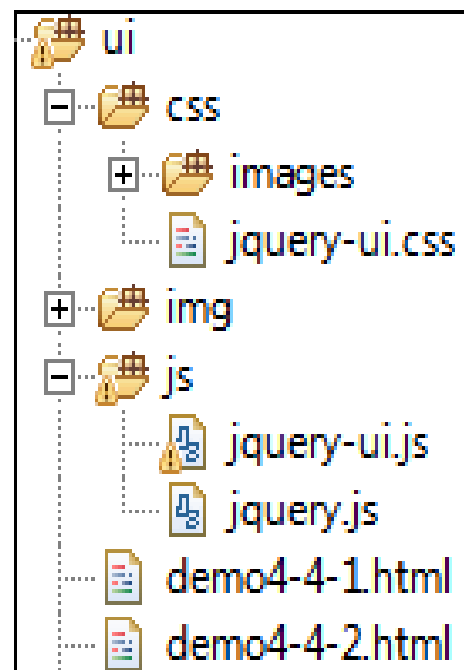 ui
css
images
jquery-ui.css
img
js
jquery-ui.js
jquery.js
demo4-4-1.html
demo4-4-2.html